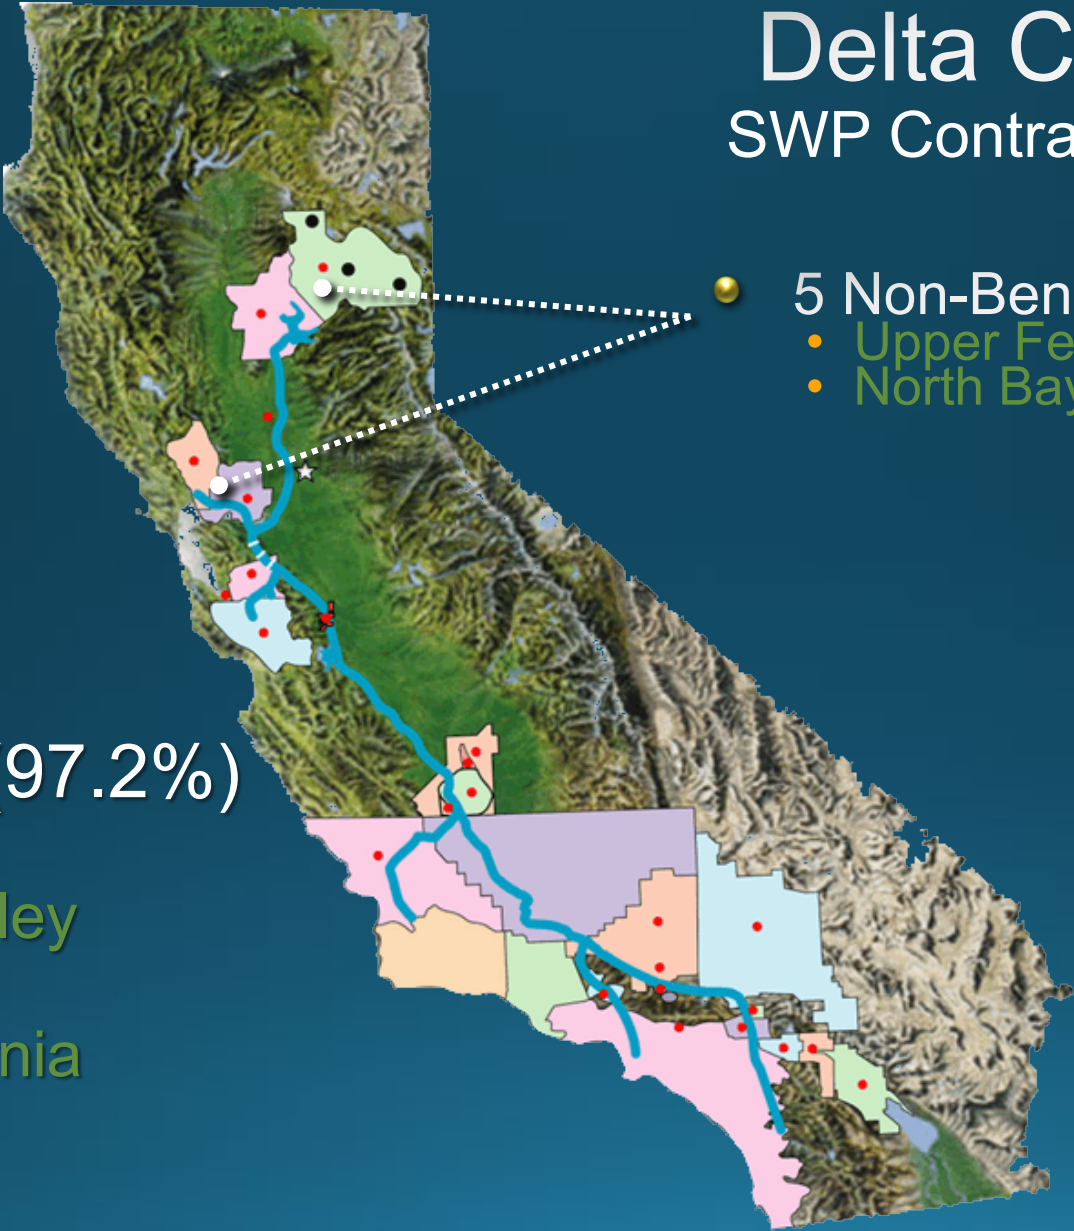 Delta C
SWP Contra
5 Non-Ben
Upper Fe
North Bay
(97.2%)
ley
nia